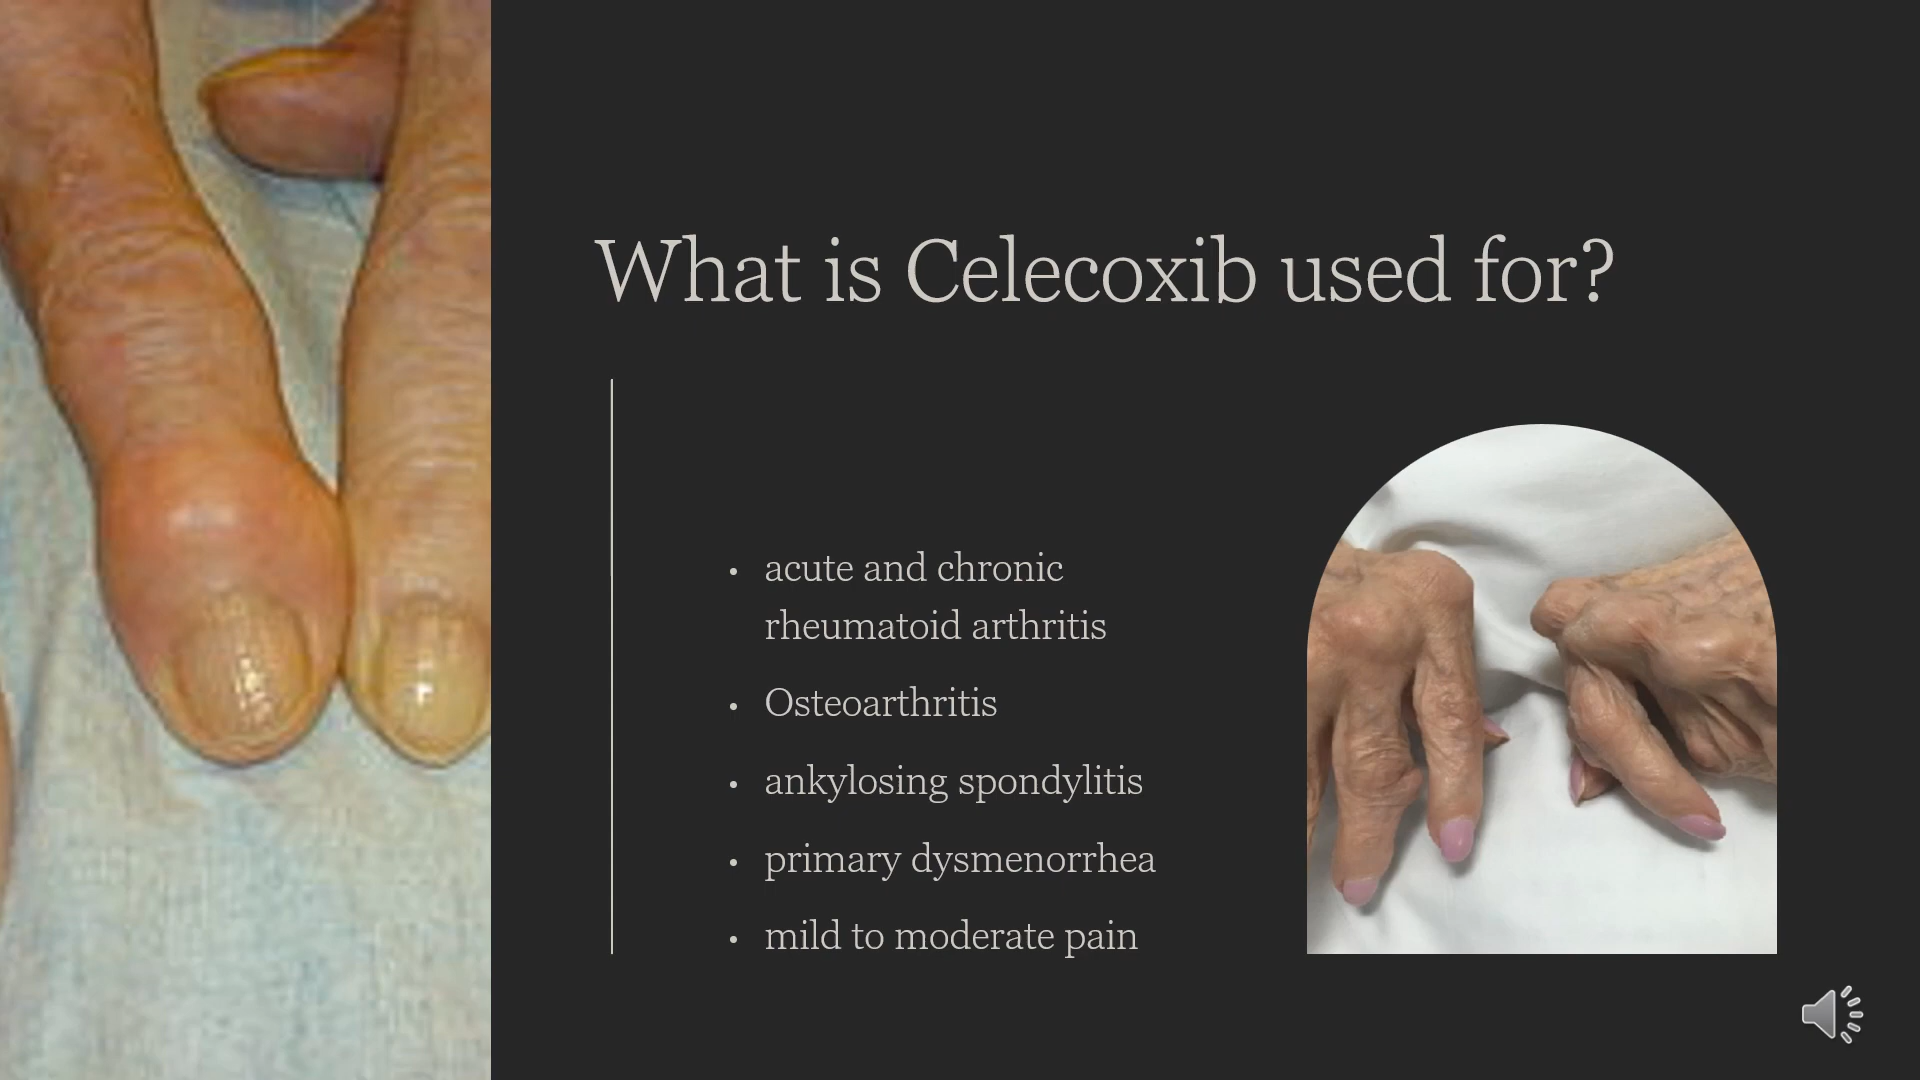 What is Celecoxib used for?
• acute and chronic
rheumatoid arthritis
• Osteoarthritis
• ankylosing spondylitis
• primary dysmenorrhea
• mild to moderate pain